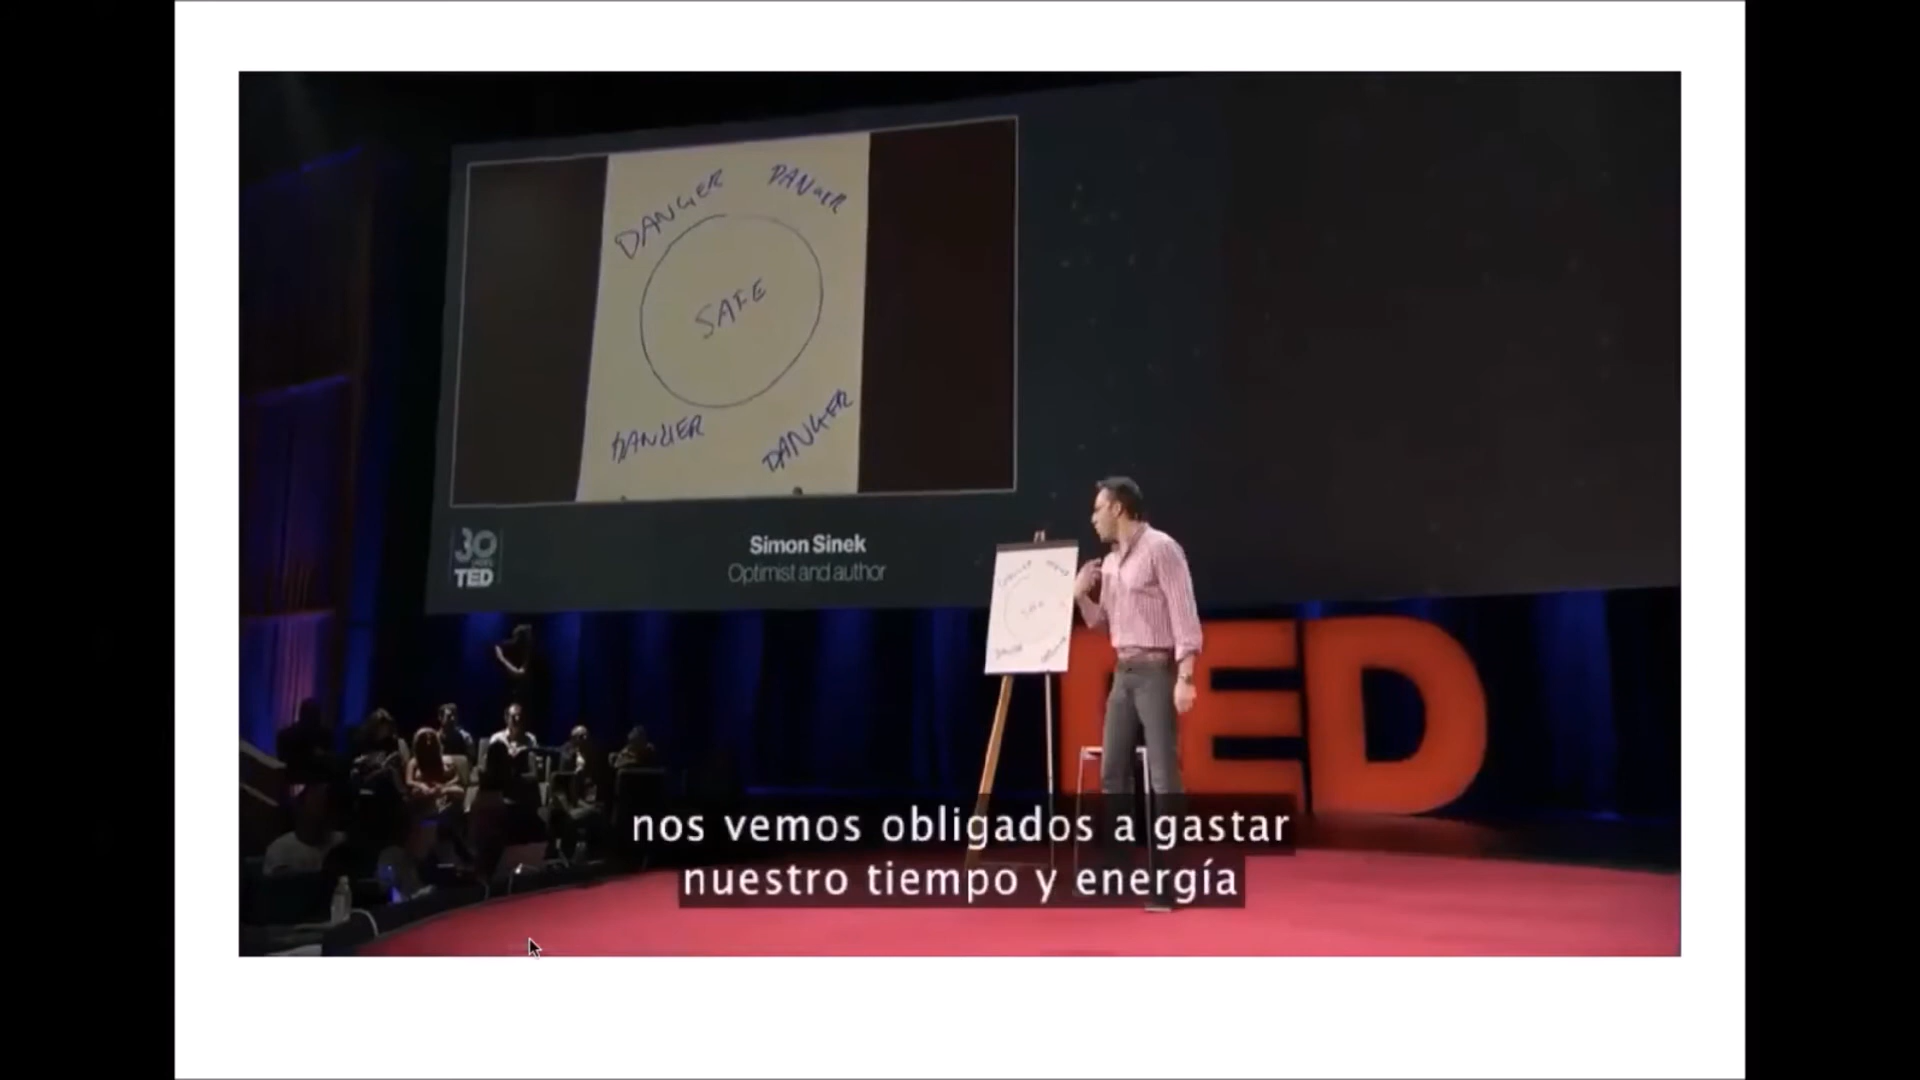 DANGER DANGER
SAFE
DANGER DANGER
30
TED
Simon Sinek
Optimist and author
SAFE
TED
nos vemos obligados a gastar
nuestro tiempo y energía